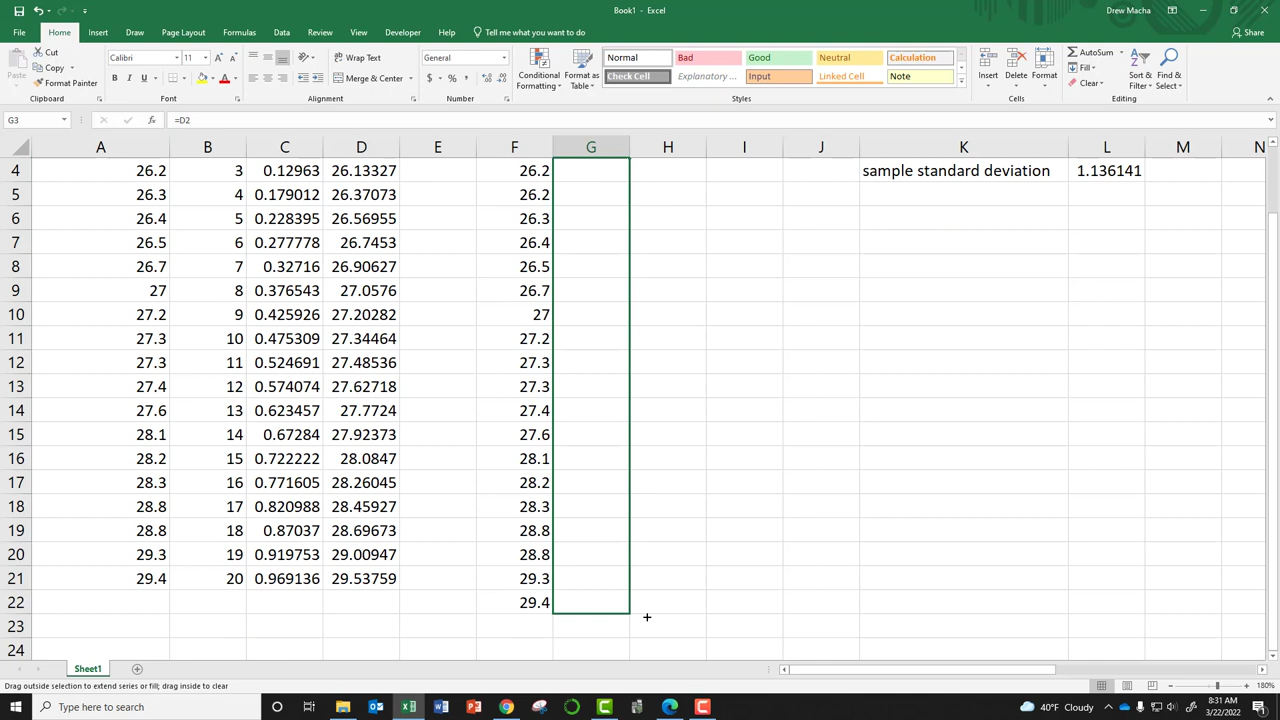 Book1 - Excel
Drew Macha
File Home Insert Draw Page Layout Formulas Data Review View Developer Help Tell me what you want to do Share
Paste Cut Copy Format Painter Clipboard
Calibri 11 B I U A Font
Wrap Text Merge & Center Alignment
General $ % , Number
Conditional Formatting Format as Table Normal Bad Good Neutral Calculation
Check Cell Explanatory ... Input Linked Cell Note Styles
Insert Delete Format Cells
AutoSum Fill Clear Sort & Filter Find & Select Editing
G3 fx =D2
A B C D E F G H I J K L M N
4 26.2 3 0.12963 26.13327 26.2 sample standard deviation 1.136141
5 26.3 4 0.179012 26.37073 26.2
6 26.4 5 0.228395 26.56955 26.3
7 26.5 6 0.277778 26.7453 26.4
8 26.7 7 0.32716 26.90627 26.5
9 27 8 0.376543 27.0576 26.7
10 27.2 9 0.425926 27.20282 27
11 27.3 10 0.475309 27.34464 27.2
12 27.3 11 0.524691 27.48536 27.3
13 27.4 12 0.574074 27.62718 27.3
14 27.6 13 0.623457 27.7724 27.4
15 28.1 14 0.67284 27.92373 27.6
16 28.2 15 0.722222 28.0847 28.1
17 28.3 16 0.771605 28.26045 28.2
18 28.8 17 0.820988 28.45927 28.3
19 28.8 18 0.87037 28.69673 28.8
20 29.3 19 0.919753 29.00947 28.8
21 29.4 20 0.969136 29.53759 29.3
22 29.4
23
24
Sheet1
Drag outside selection to extend series or fill; drag inside to clear
180%
Type here to search
40°F Cloudy
8:31 AM
3/22/2022